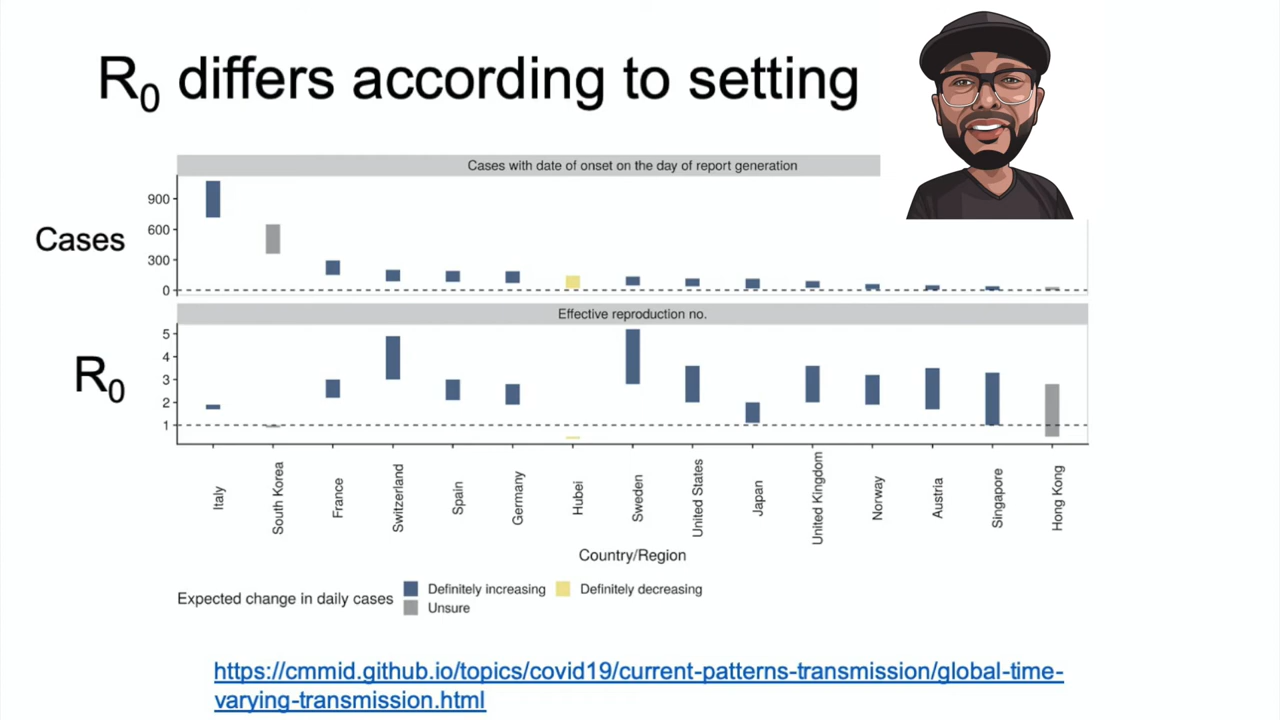 R₀ differs according to setting
Cases with date of onset on the day of report generation
Cases
900
600
300
0
Effective reproduction no.
R₀
5
4
3
2
1
Italy
South Korea
France
Switzerland
Spain
Germany
Hubei
Sweden
United States
Japan
United Kingdom
Norway
Austria
Singapore
Hong Kong
Country/Region
Expected change in daily cases
Definitely increasing
Definitely decreasing
Unsure
https://cmmid.github.io/topics/covid19/current-patterns-transmission/global-time-
varying-transmission.html